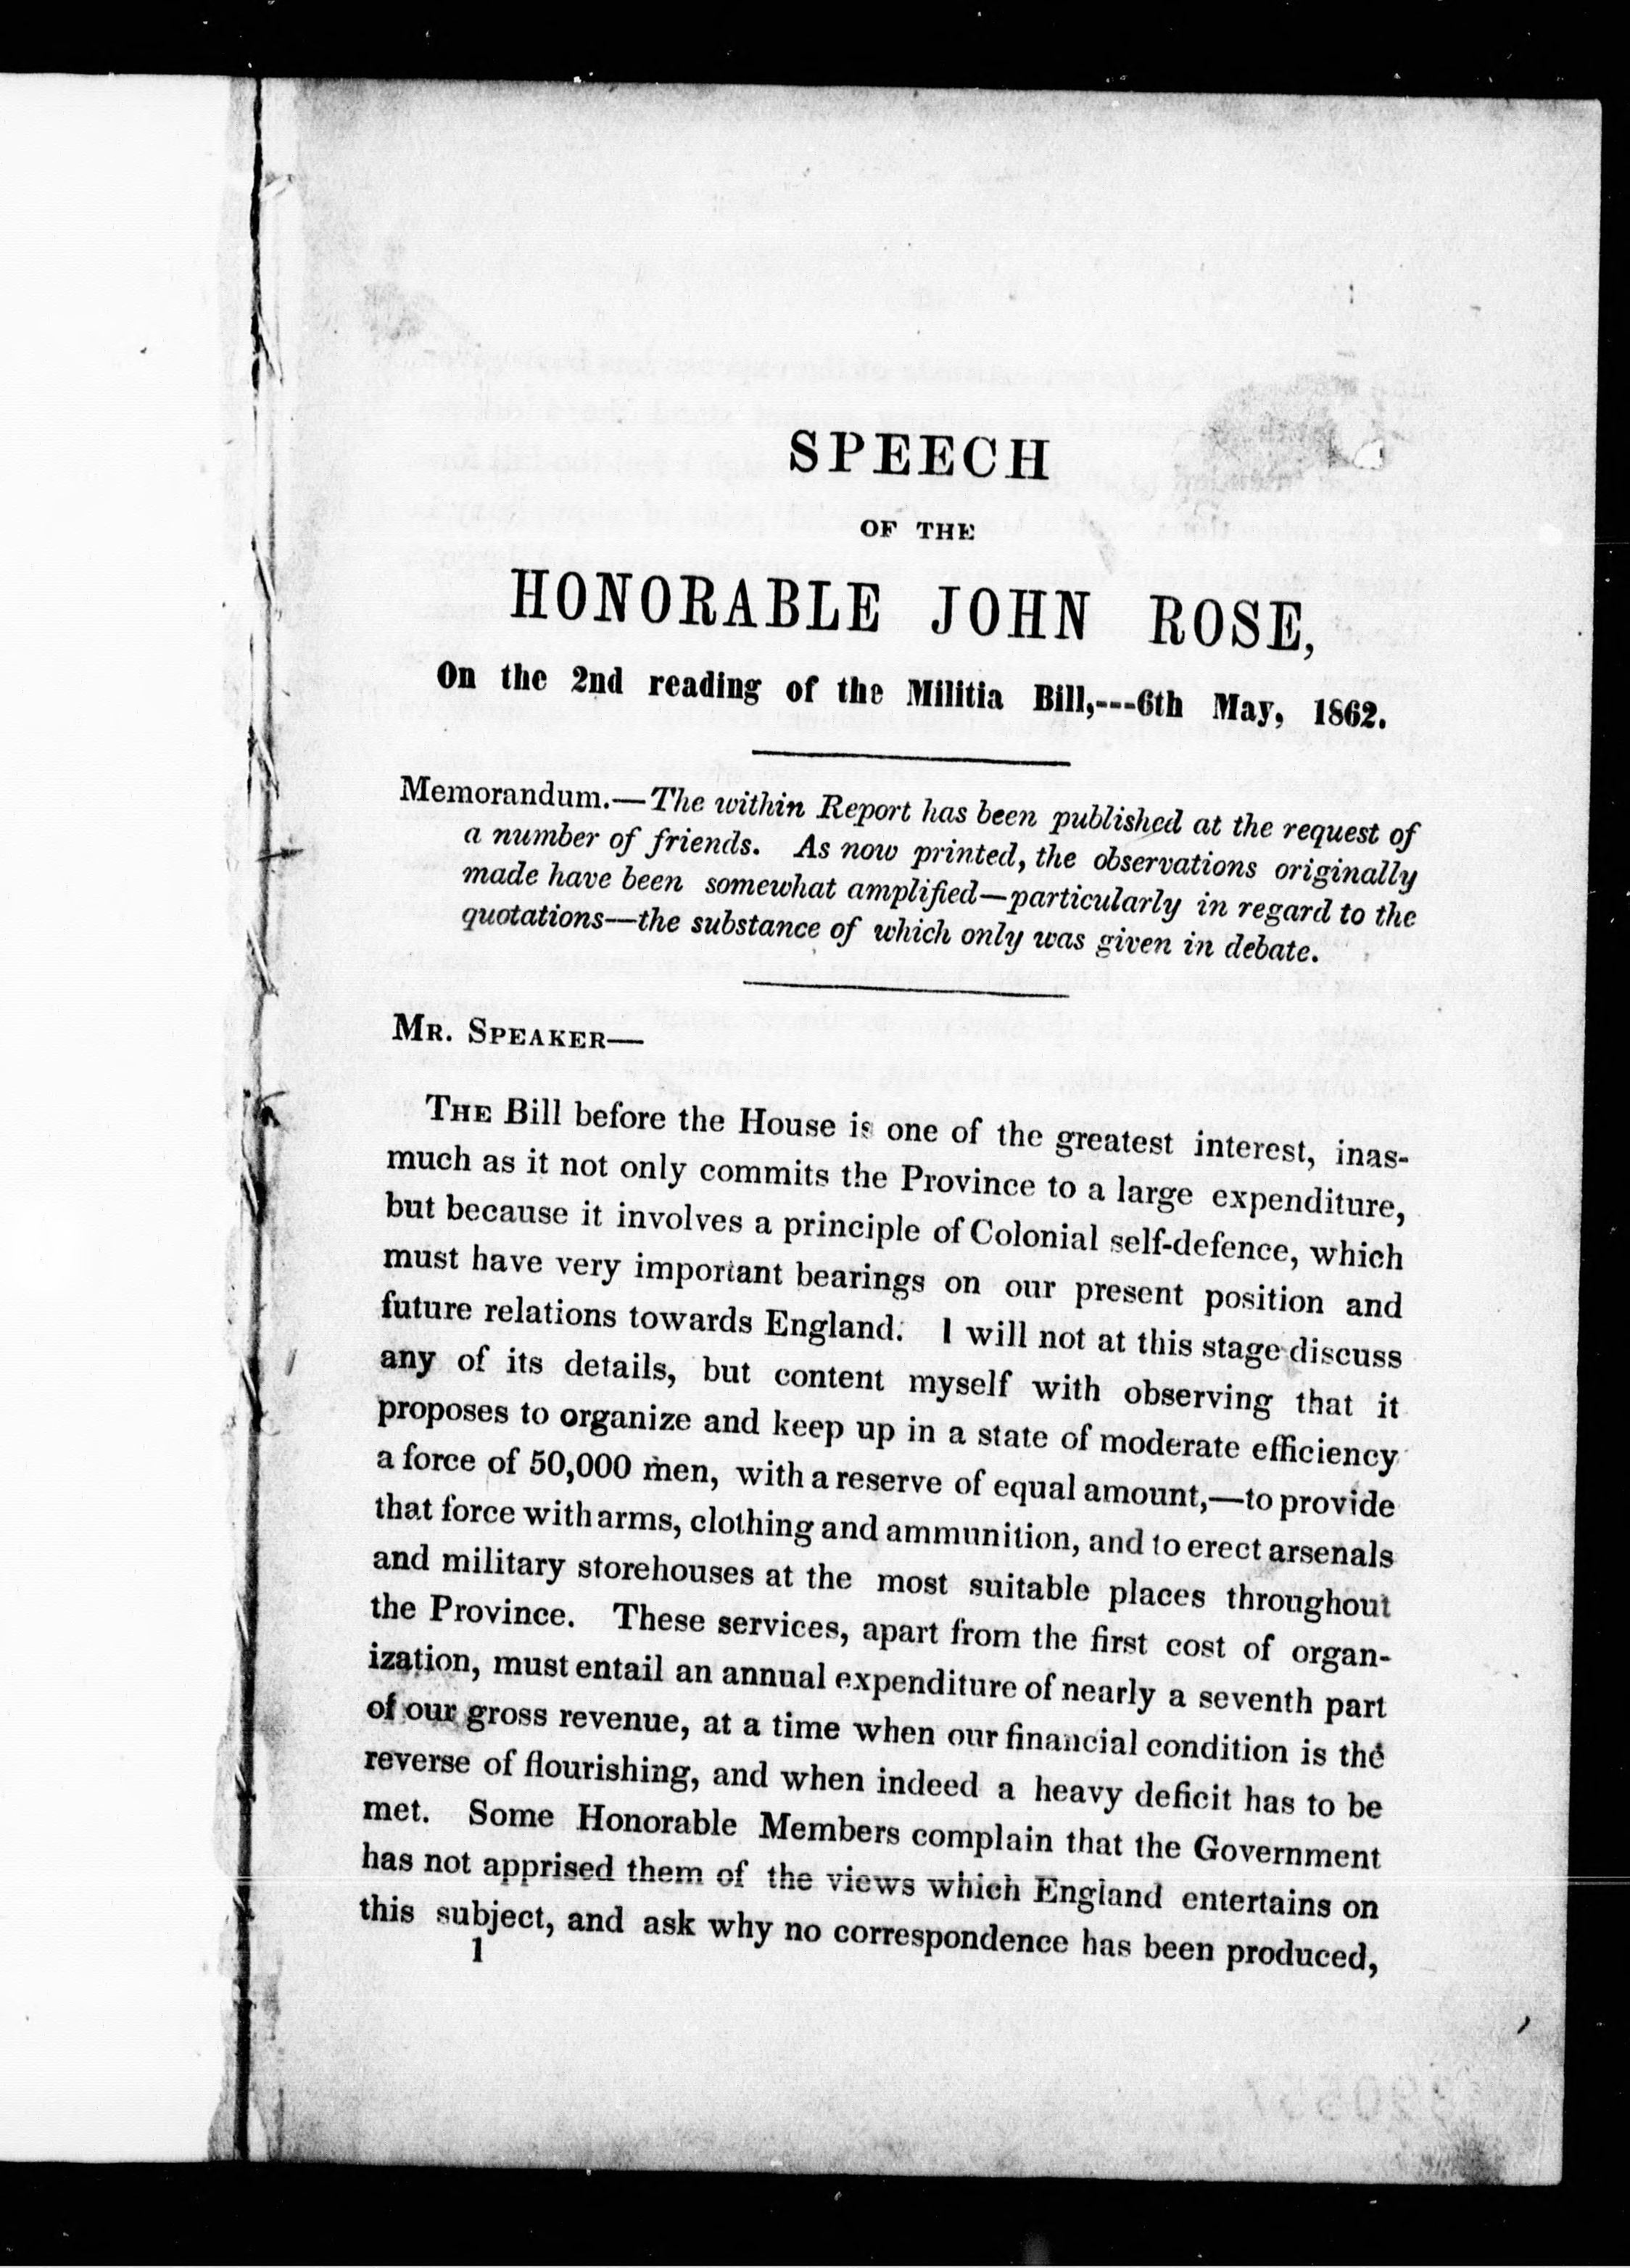 SPEECH
OF THE
HONORABLE JOHN ROSE,
On the 2nd reading of the Militia Bill,---6th May, 1862.
Memorandum.—The within Report has been published at the request of
a number of friends. As now printed, the observations originally
made have been somewhat amplified—particularly in regard to the
quotations—the substance of which only was given in debate.
MR. SPEAKER—
THE Bill before the House is one of the greatest interest, inas-
much as it not only commits the Province to a large expenditure,
but because it involves a principle of Colonial self-defence, which
must have very important bearings on our present position and
future relations towards England. I will not at this stage discuss
any of its details, but content myself with observing that it
proposes to organize and keep up in a state of moderate efficiency
a force of 50,000 men, with a reserve of equal amount,—to provide
that force with arms, clothing and ammunition, and to erect arsenals
and military storehouses at the most suitable places throughout
the Province. These services, apart from the first cost of organ-
ization, must entail an annual expenditure of nearly a seventh part
of our gross revenue, at a time when our financial condition is the
reverse of flourishing, and when indeed a heavy deficit has to be
met. Some Honorable Members complain that the Government
has not apprised them of the views which England entertains on
this subject, and ask why no correspondence has been produced,
1